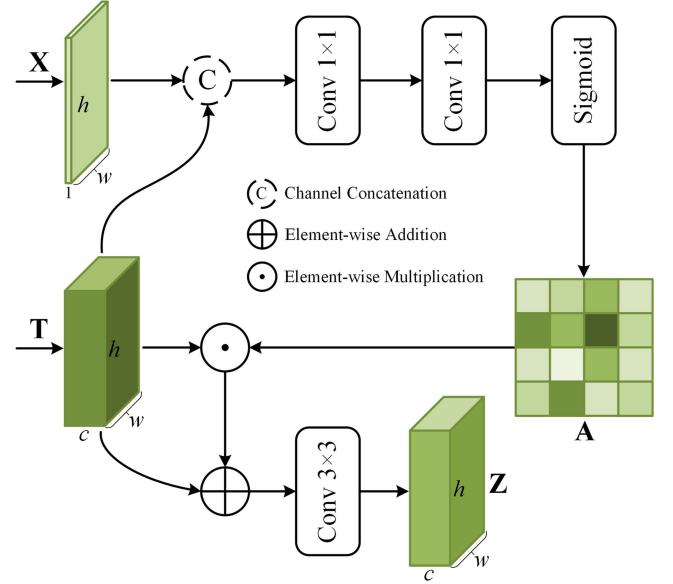 X
h
w
1
C
Conv 1×1
Conv 1×1
Sigmoid
C Channel Concatenation
Element-wise Addition
Element-wise Multiplication
T
h
w
c
A
Conv 3×3
h
Z
w
c